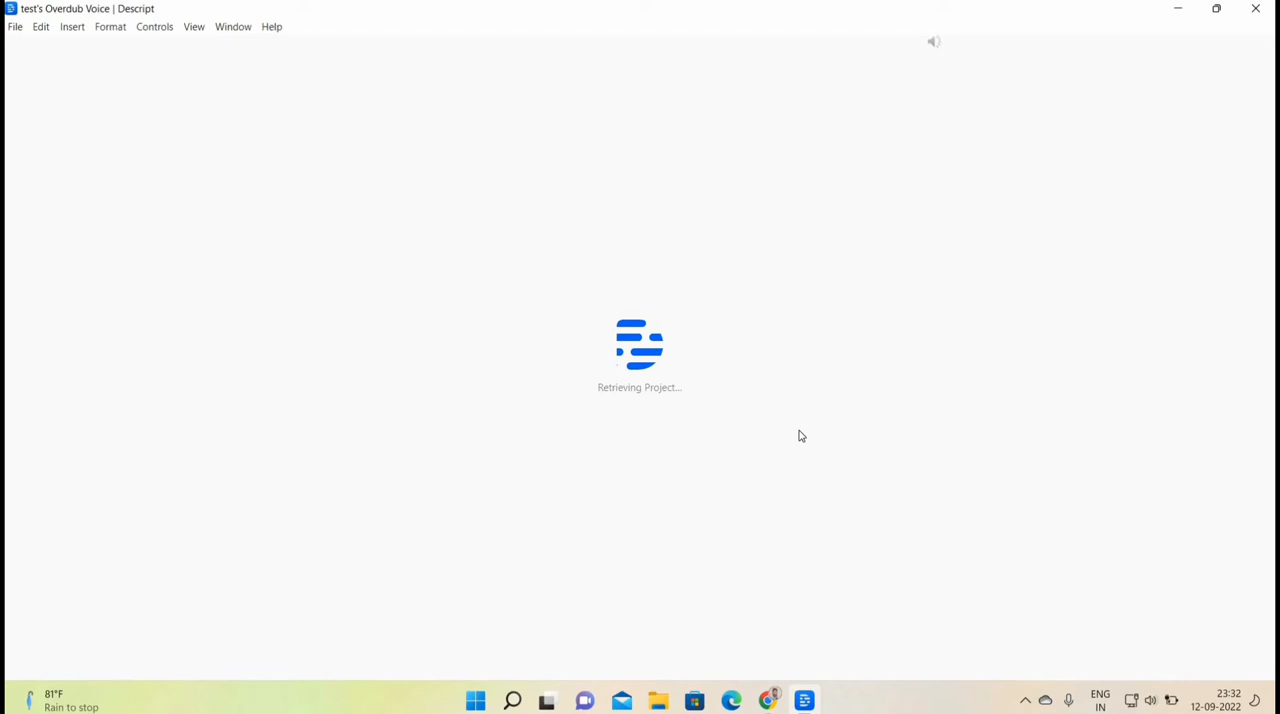 test's Overdub Voice | Descript
File Edit Insert Format Controls View Window Help
Retrieving Project...
81°F
Rain to stop
ENG
IN
23:32
12-09-2022